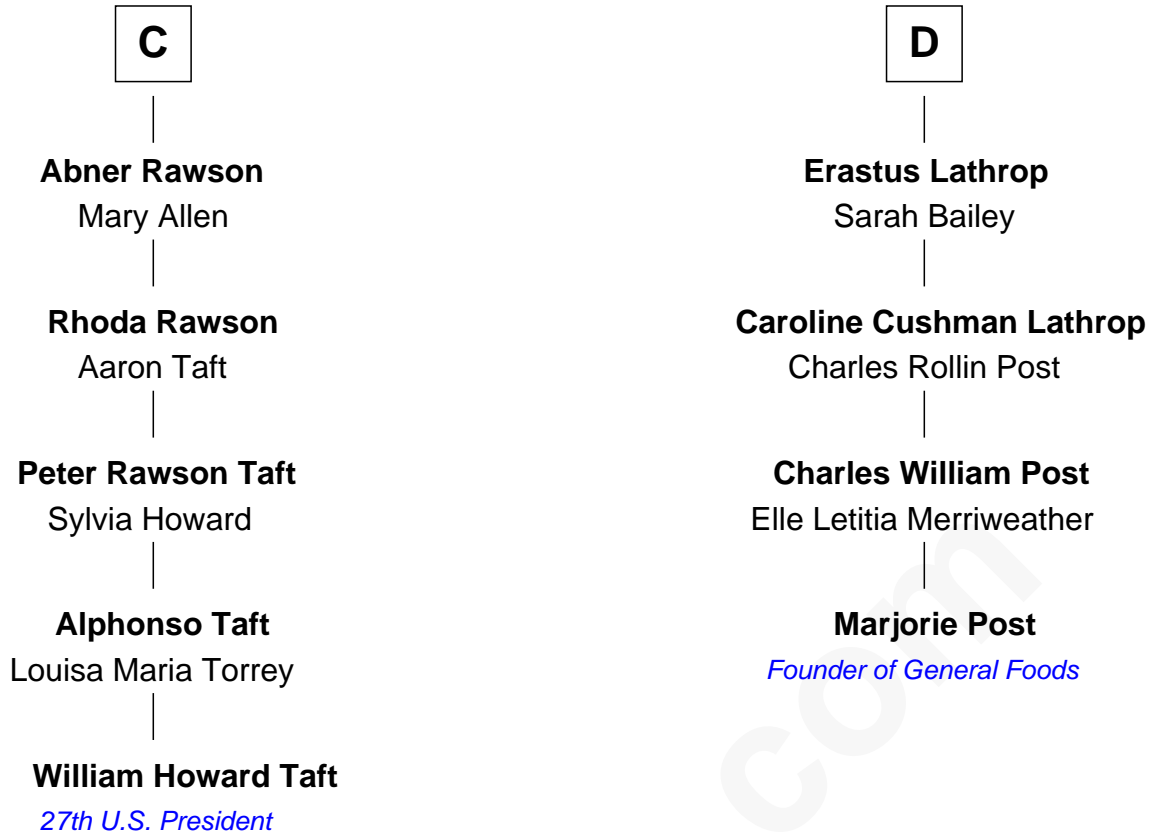 C
Abner Rawson
Mary Allen
Rhoda Rawson
Aaron Taft
Peter Rawson Taft
Sylvia Howard
Alphonso Taft
Louisa Maria Torrey
William Howard Taft
27th U.S. President
D
Erastus Lathrop
Sarah Bailey
Caroline Cushman Lathrop
Charles Rollin Post
Charles William Post
Elle Letitia Merriweather
Marjorie Post
Founder of General Foods
com